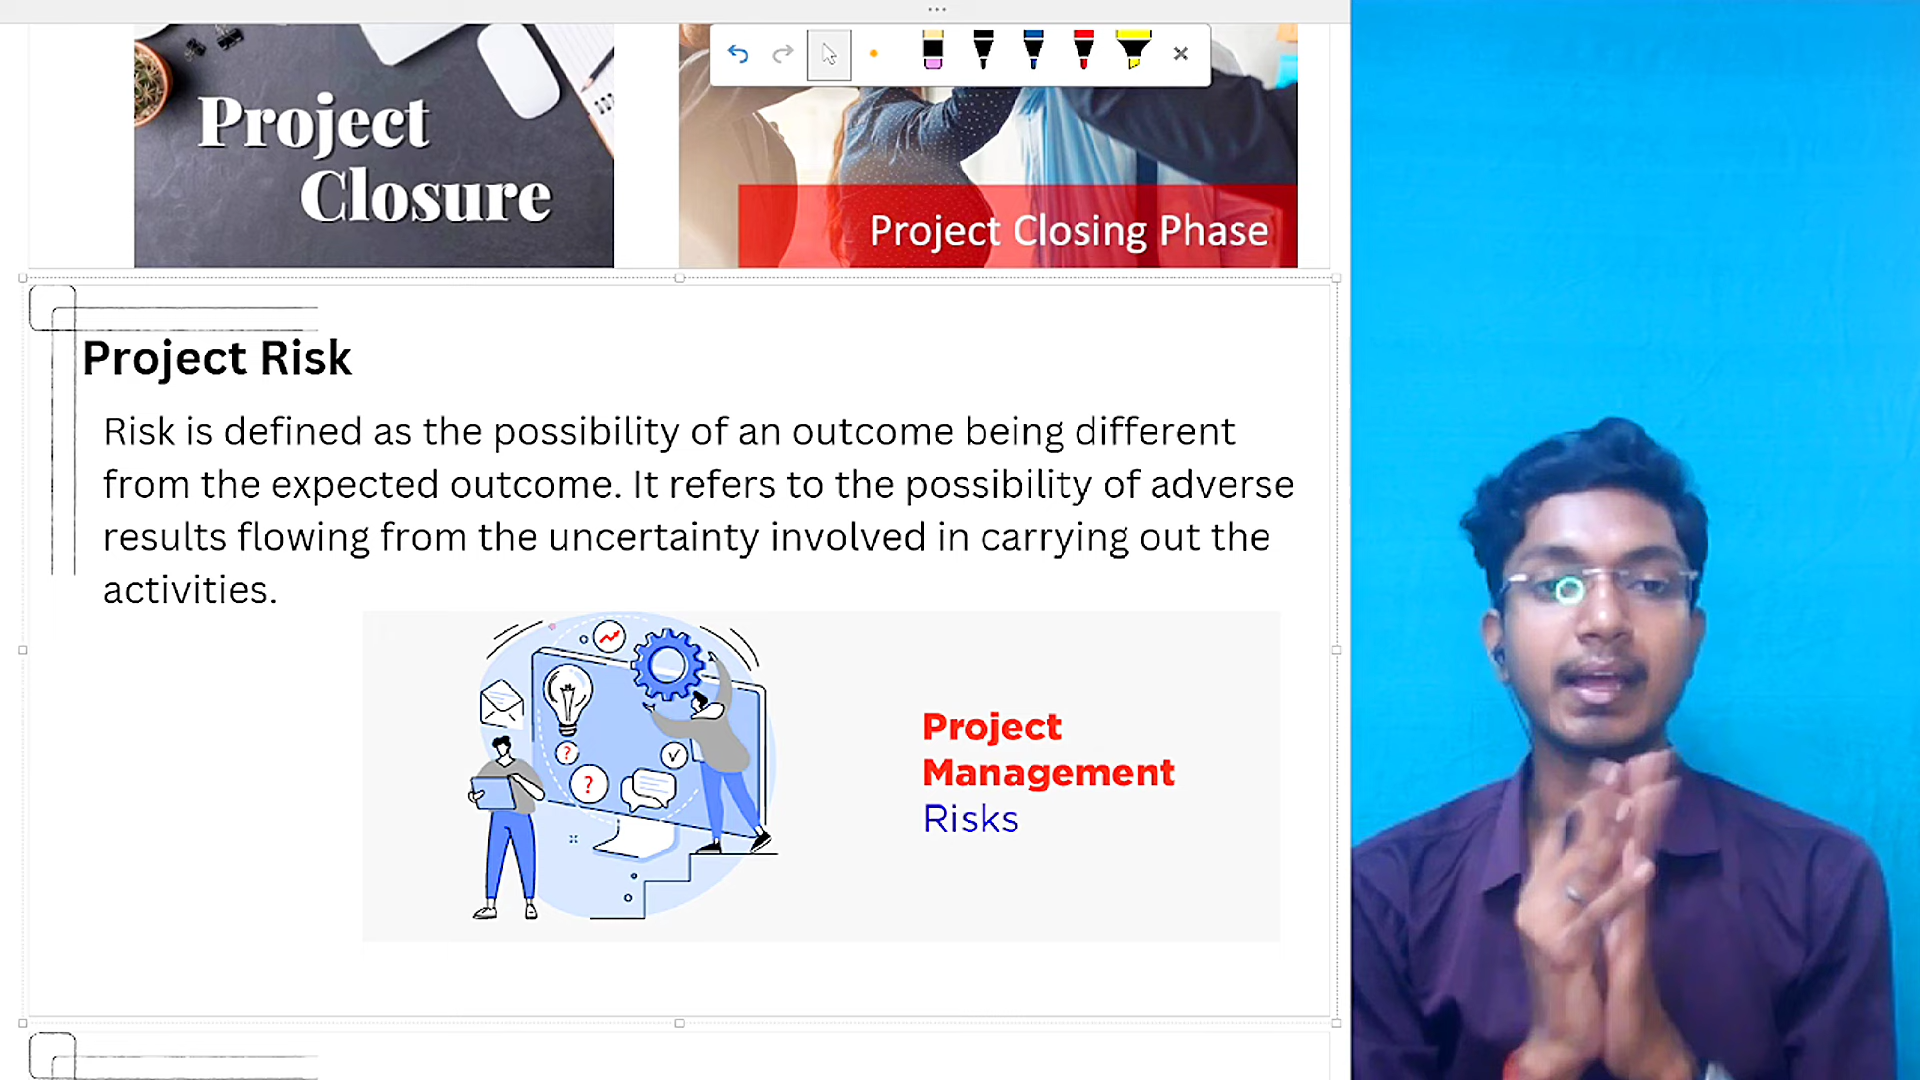 Project
Closure
Project Closing Phase
Project Risk
Risk is defined as the possibility of an outcome being different
from the expected outcome. It refers to the possibility of adverse
results flowing from the uncertainty involved in carrying out the
activities.
?
?
Project
Management
Risks